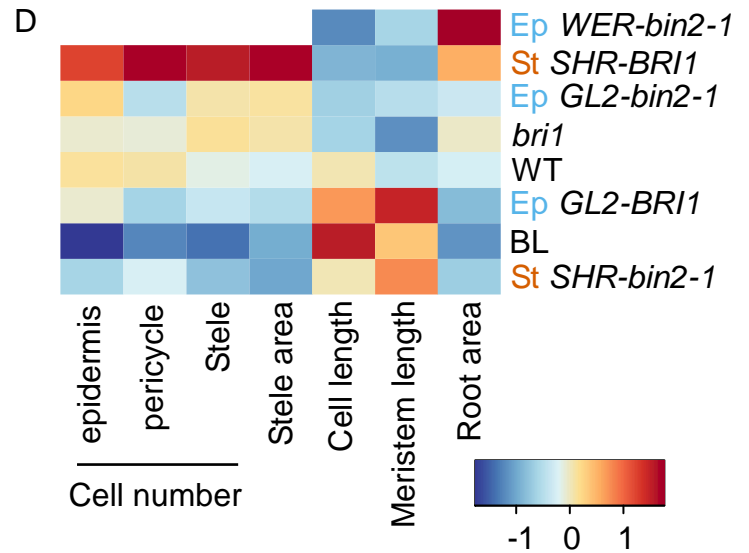 D
Ep WER-bin2-1
St SHR-BRI1
Ep GL2-bin2-1
bri1
WT
Ep GL2-BRI1
BL
St SHR-bin2-1
epidermis
pericycle
Stele
Stele area
Cell length
Meristem length
Root area
Cell number
-1 0 1